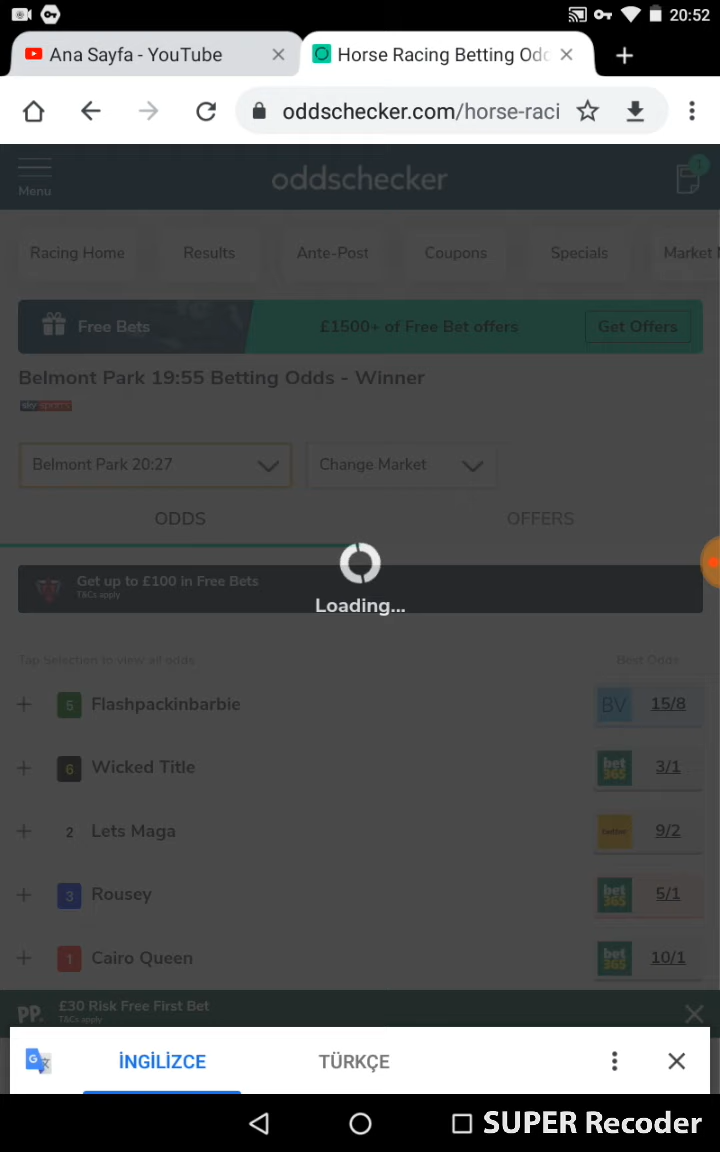 20:52
Ana Sayfa - YouTube
Horse Racing Betting Odd
oddschecker.com/horse-raci
Menu
oddschecker
1
Racing Home
Results
Ante-Post
Coupons
Specials
Market
Free Bets
£1500+ of Free Bet offers
Get Offers
Belmont Park 19:55 Betting Odds - Winner
sky sports
Belmont Park 20:27
Change Market
ODDS
OFFERS
Get up to £100 in Free Bets
T&Cs apply
Loading...
Tap Selection to view all odds
Best Odds
5 Flashpackinbarbie BV 15/8
6 Wicked Title bet365 3/1
2 Lets Maga betfair 9/2
3 Rousey bet365 5/1
1 Cairo Queen bet365 10/1
PP. £30 Risk Free First Bet
T&Cs apply
G
İNGİLİZCE
TÜRKÇE
SUPER Recoder